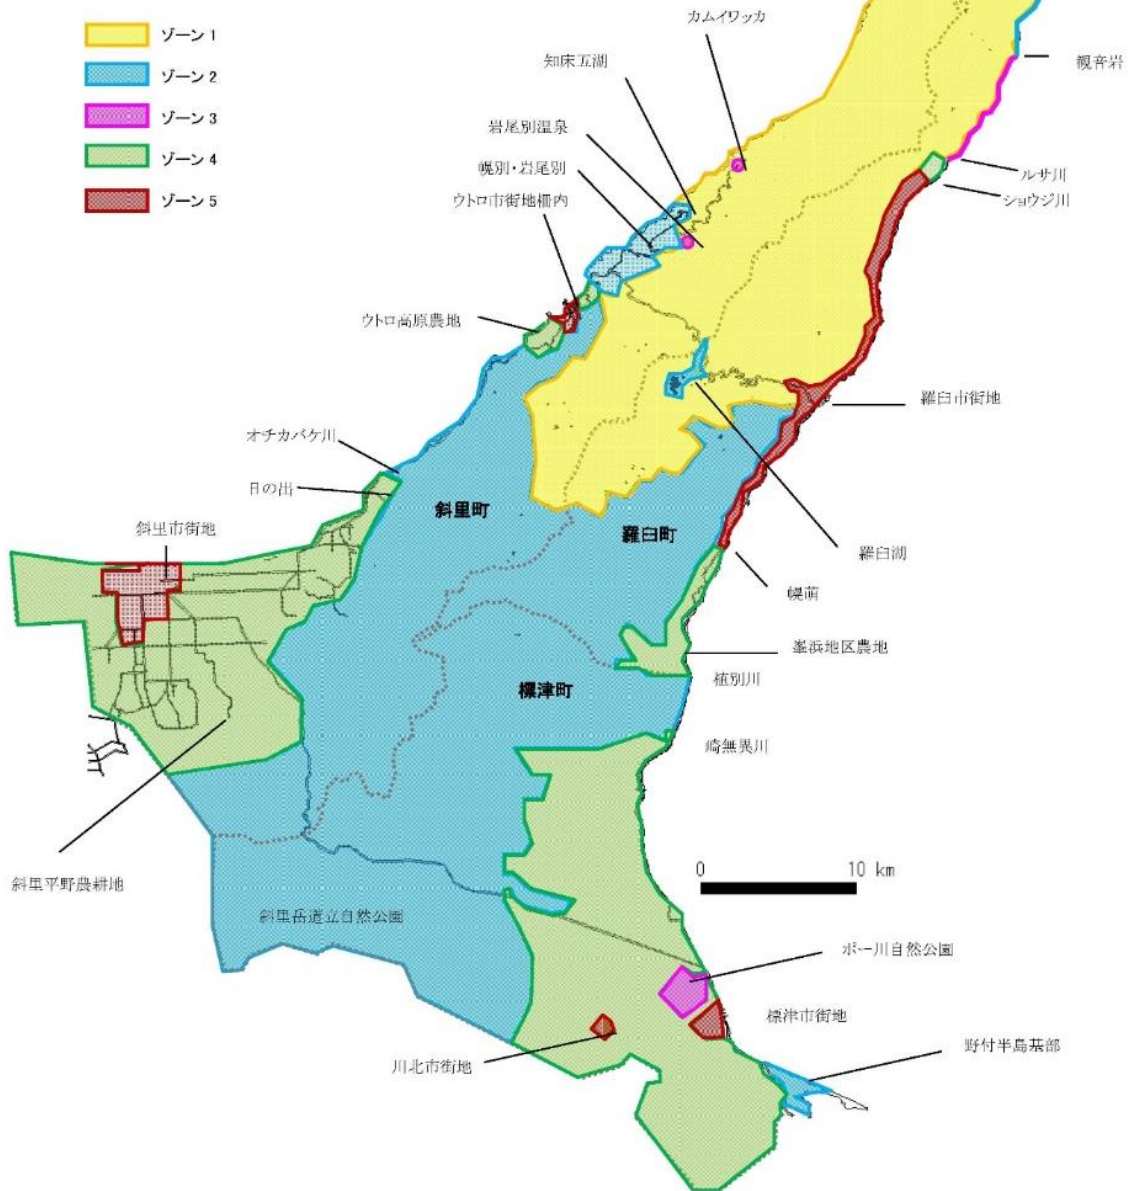 ゾーン 1
ゾーン 2
ゾーン 3
ゾーン 4
ゾーン 5
カムイワッカ
知床五湖
岩尾別温泉
幌別・岩尾別
ウトロ市街地柵内
観音岩
ルサ川
ショウジ川
ウトロ高原農地
羅臼市街地
オチカバケ川
日の出
斜里市街地
斜里町
羅臼町
羅臼湖
幌萌
峯浜地区農地
標津町
植別川
崎無異川
0 10 km
斜里平野農耕地
斜里岳道立自然公園
ポー川自然公園
標津市街地
川北市街地
野付半島基部